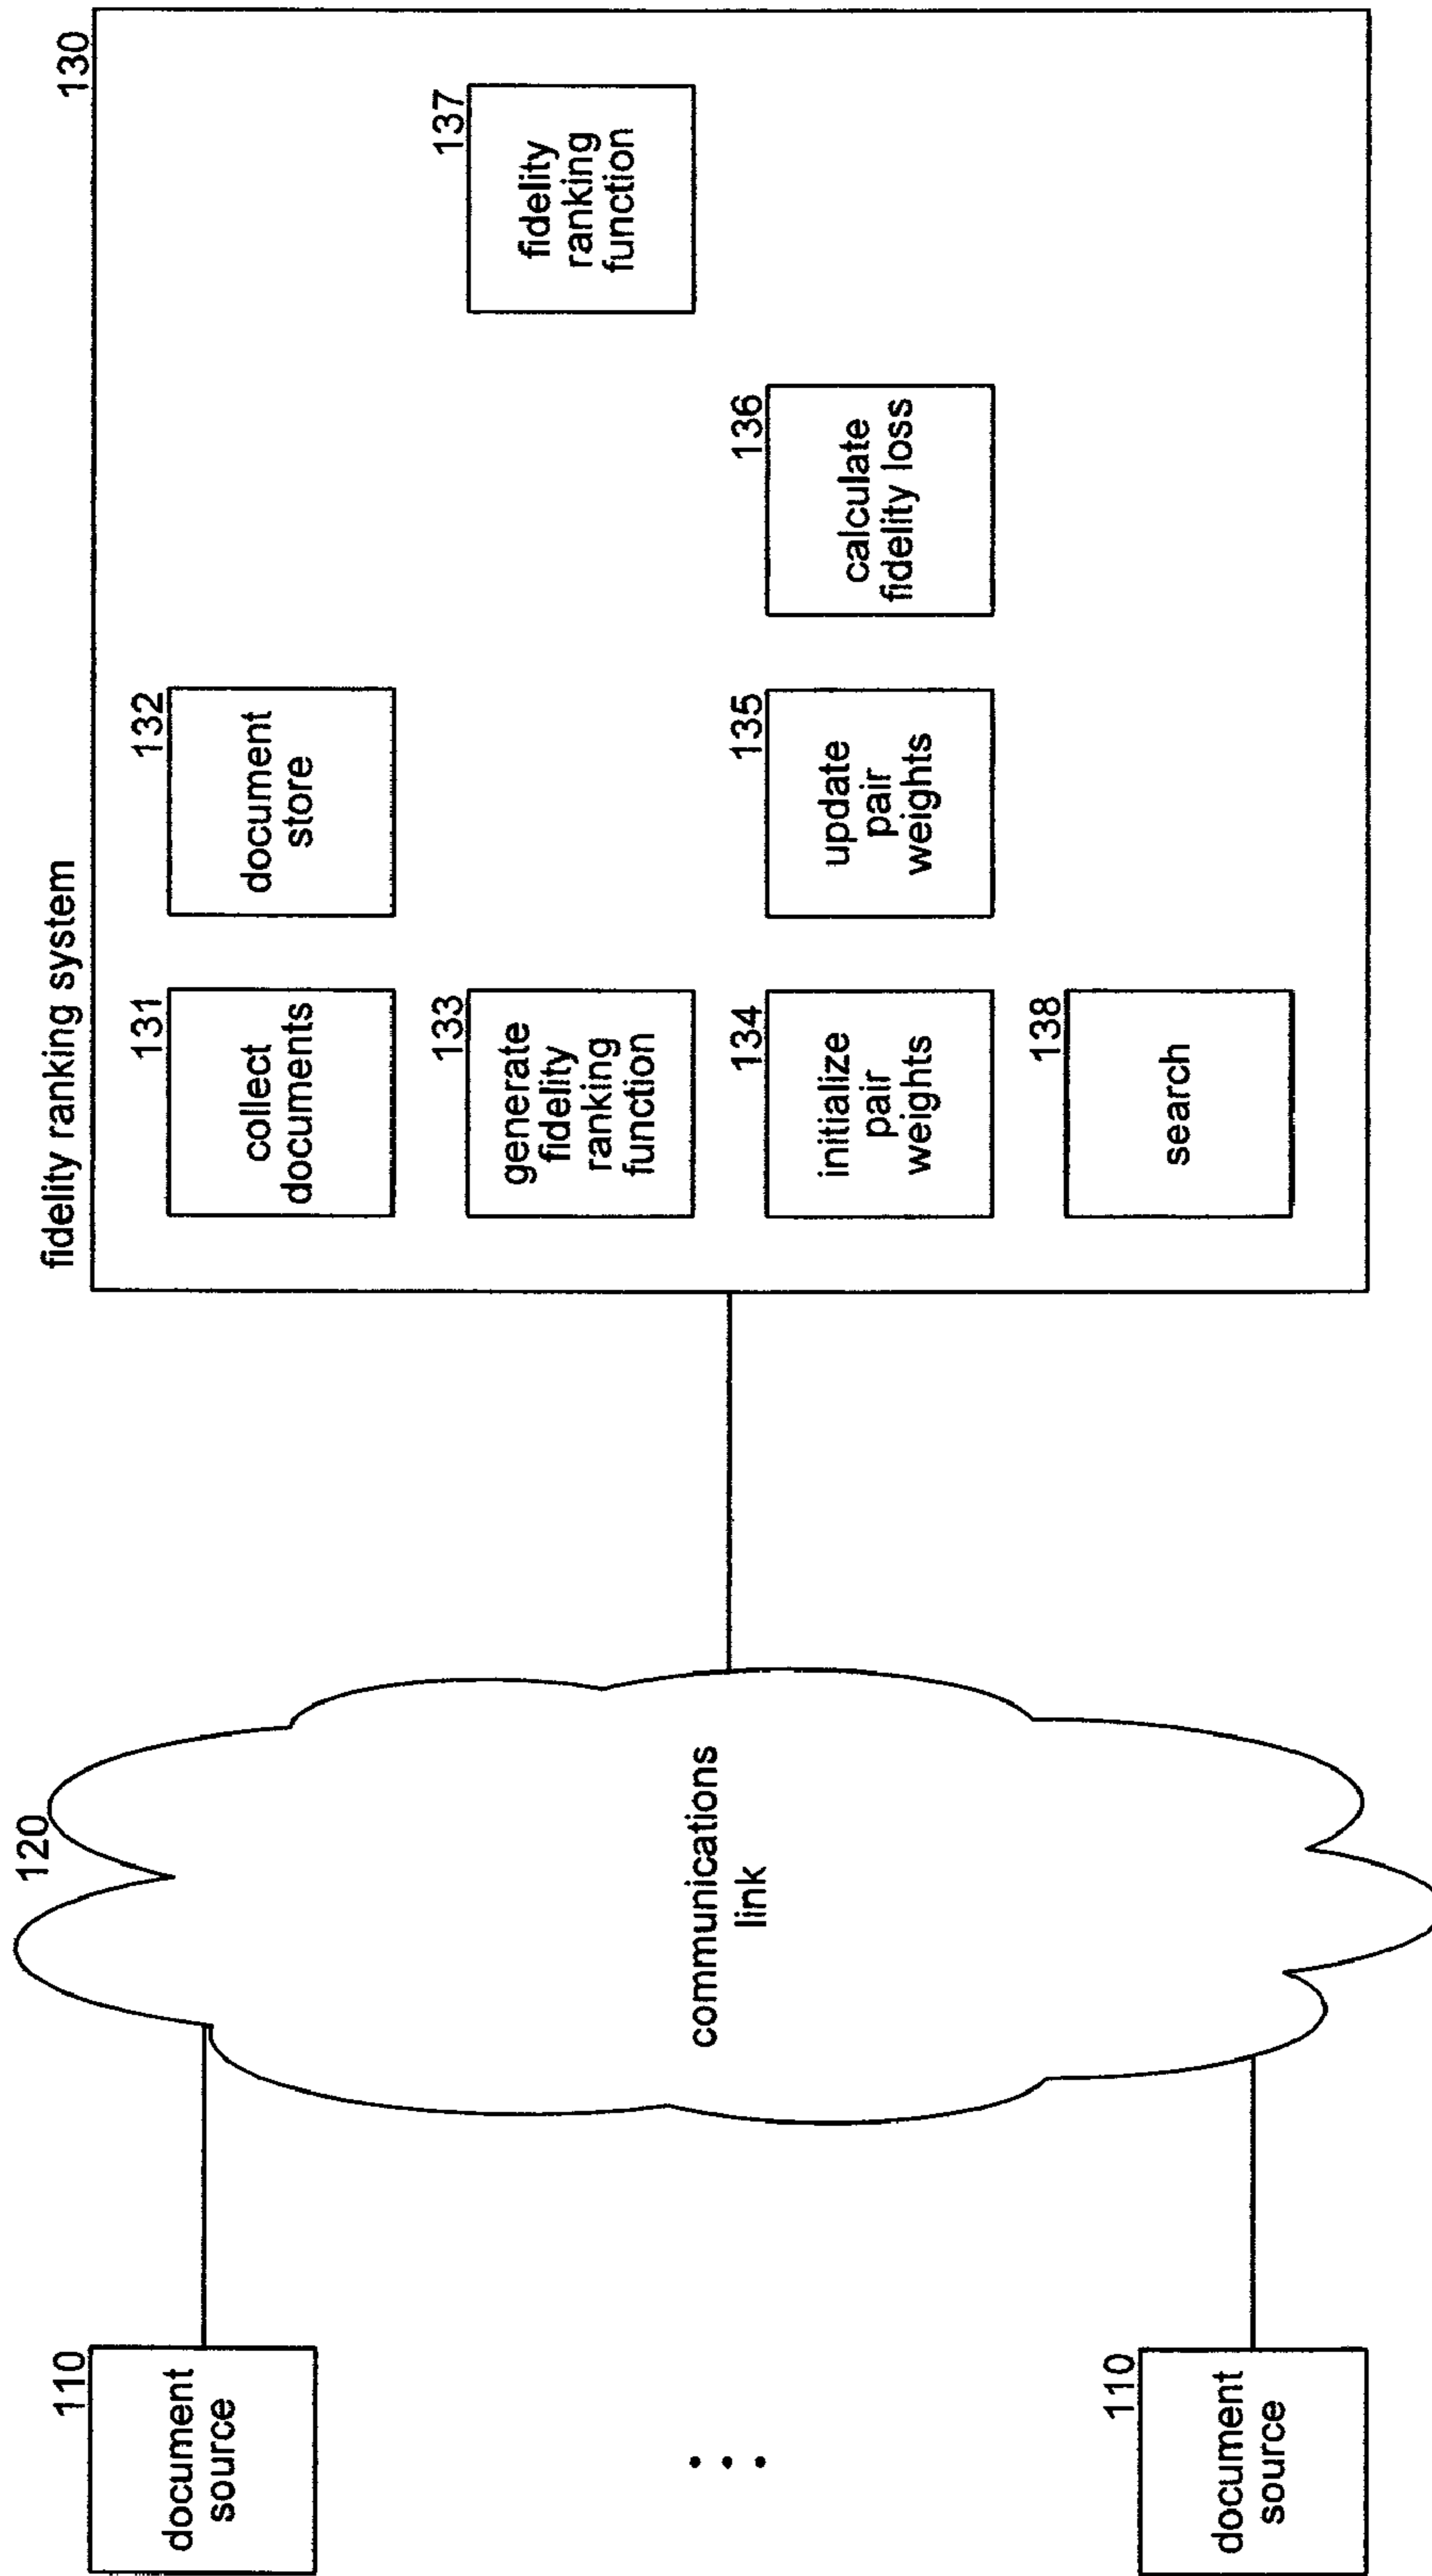 fidelity ranking system
130
131
collect
documents
132
document
store
133
generate
fidelity
ranking
function
137
fidelity
ranking
function
134
initialize
pair
weights
135
update
pair
weights
136
calculate
fidelity loss
138
search
120
communications
link
110
document
source
...
110
document
source